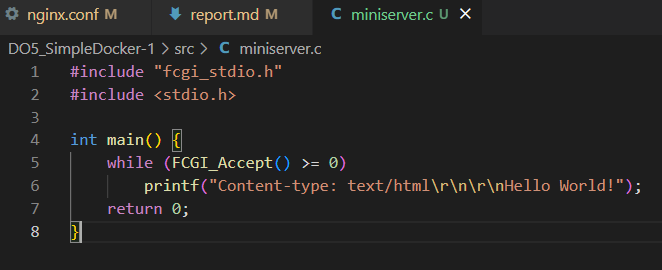 nginx.conf M report.md M miniserver.c U
DO5_SimpleDocker-1 > src > C miniserver.c
1 #include "fcgi_stdio.h"
2 #include <stdio.h>
3
4 int main() {
5     while (FCGI_Accept() >= 0)
6         printf("Content-type: text/html\r\n\r\nHello World!");
7     return 0;
8 }